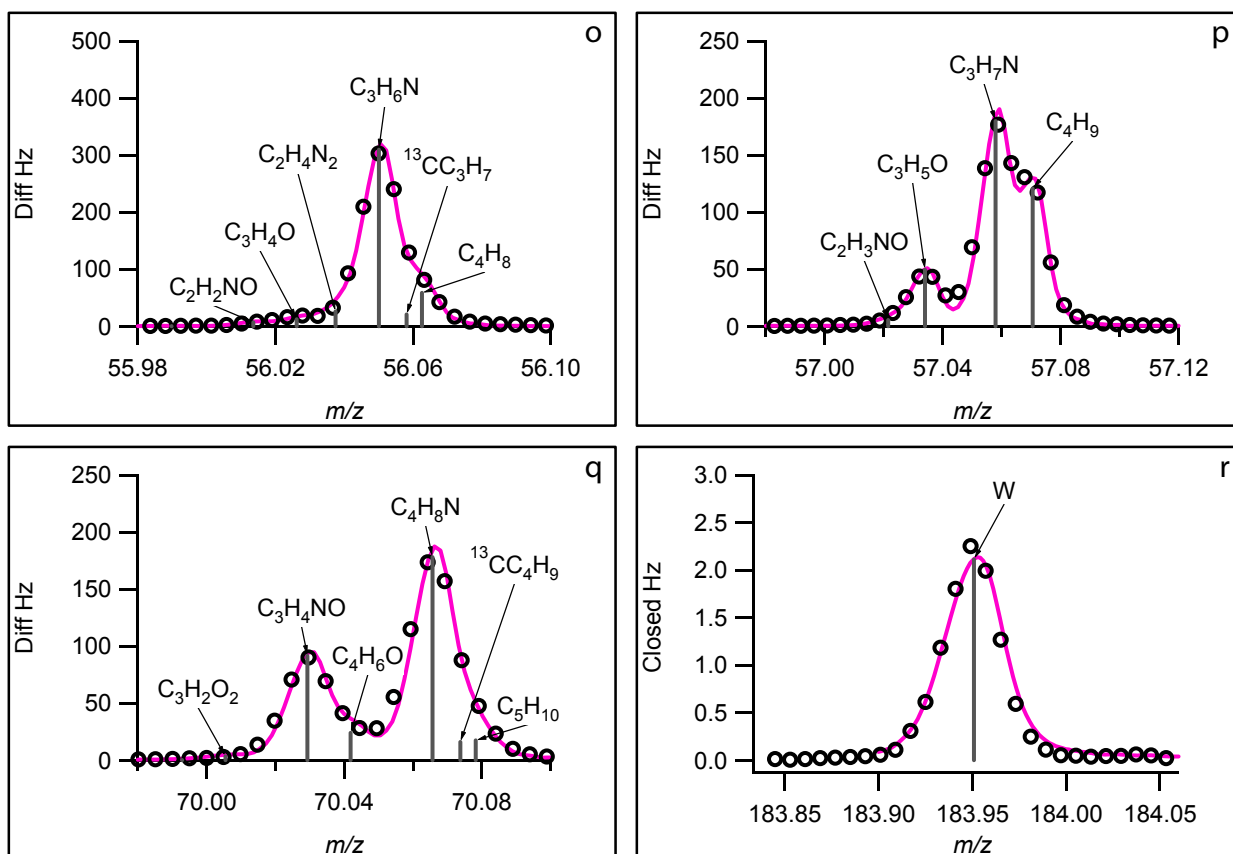 o
500
400
300
200
100
0
Diff Hz
C₂H₂NO
C₃H₄O
C₂H₄N₂
C₃H₆N
¹³CC₃H₇
C₄H₈
55.98
56.02
56.06
56.10
m/z
p
250
200
150
100
50
0
Diff Hz
C₂H₃NO
C₃H₅O
C₃H₇N
C₄H₉
57.00
57.04
57.08
57.12
m/z
q
250
200
150
100
50
0
Diff Hz
C₃H₂O₂
C₃H₄NO
C₄H₆O
C₄H₈N
¹³CC₄H₉
C₅H₁₀
70.00
70.04
70.08
m/z
r
3.0
2.5
2.0
1.5
1.0
0.5
0.0
Closed Hz
W
183.85
183.90
183.95
184.00
184.05
m/z